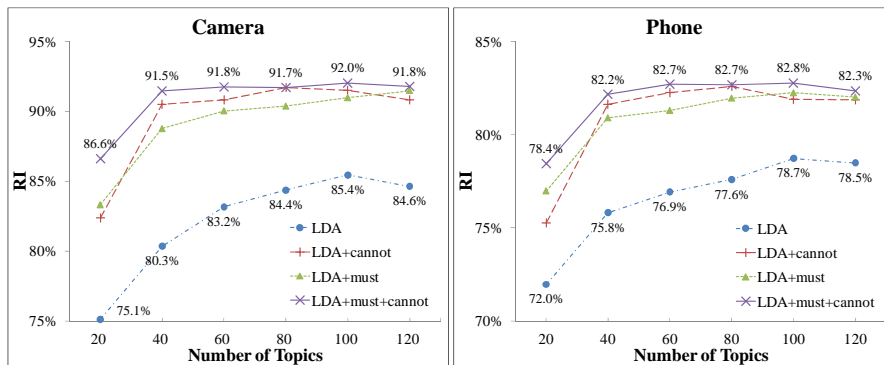 Camera
95%
90%
85%
80%
75%
RI
86.6%
91.5%
91.8%
91.7%
92.0%
91.8%
75.1%
80.3%
83.2%
84.4%
85.4%
84.6%
LDA
LDA+cannot
LDA+must
LDA+must+cannot
20 40 60 80 100 120
Number of Topics
Phone
85%
80%
75%
70%
RI
78.4%
82.2%
82.7%
82.7%
82.8%
82.3%
72.0%
75.8%
76.9%
77.6%
78.7%
78.5%
LDA
LDA+cannot
LDA+must
LDA+must+cannot
20 40 60 80 100 120
Number of Topics